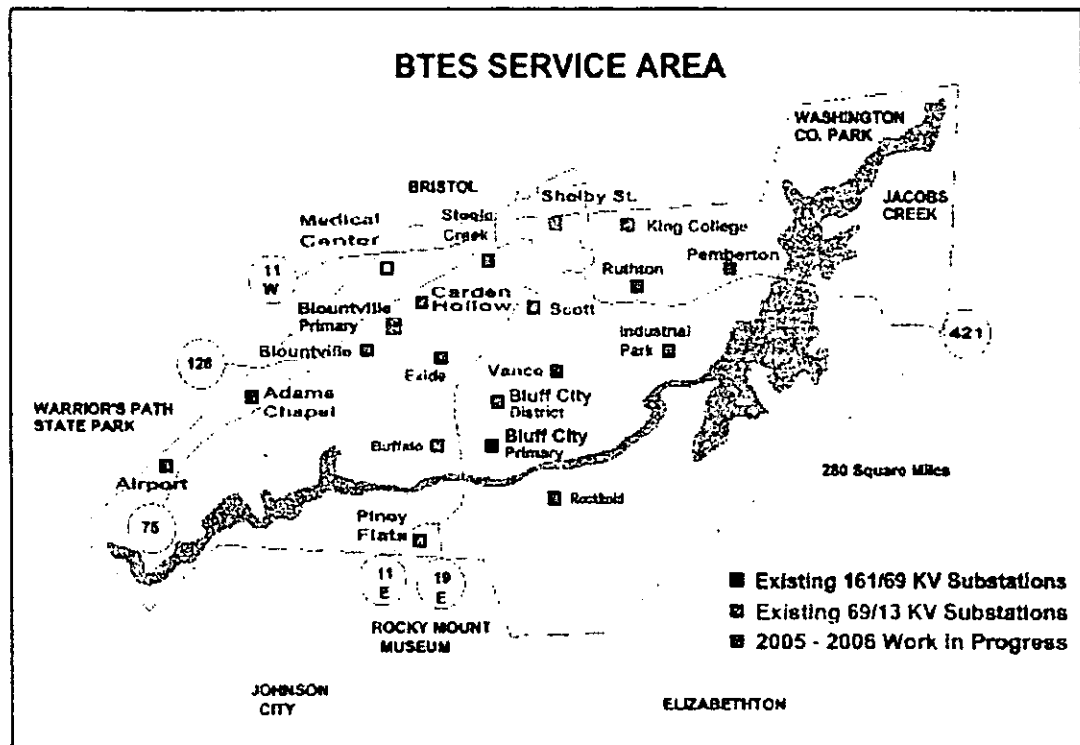 BTES SERVICE AREA
WASHINGTON
CO. PARK
BRISTOL
JACOBS
CREEK
Shelby St.
Steele
Creek
Medical
Center
King College
Pemberton
Ruthton
11
W
Carden
Hollow
Blountville
Primary
Scott
Industrial
Park
421
126
Blountville
Exide
Vance
Adams
Chapel
Bluff City
District
WARRIOR'S PATH
STATE PARK
Buffalo
Bluff City
Primary
280 Square Miles
Airport
Rockhold
75
Piney
Flats
11
E
19
E
Existing 161/69 KV Substations
Existing 69/13 KV Substations
2005 - 2006 Work in Progress
ROCKY MOUNT
MUSEUM
JOHNSON
CITY
ELIZABETHTON